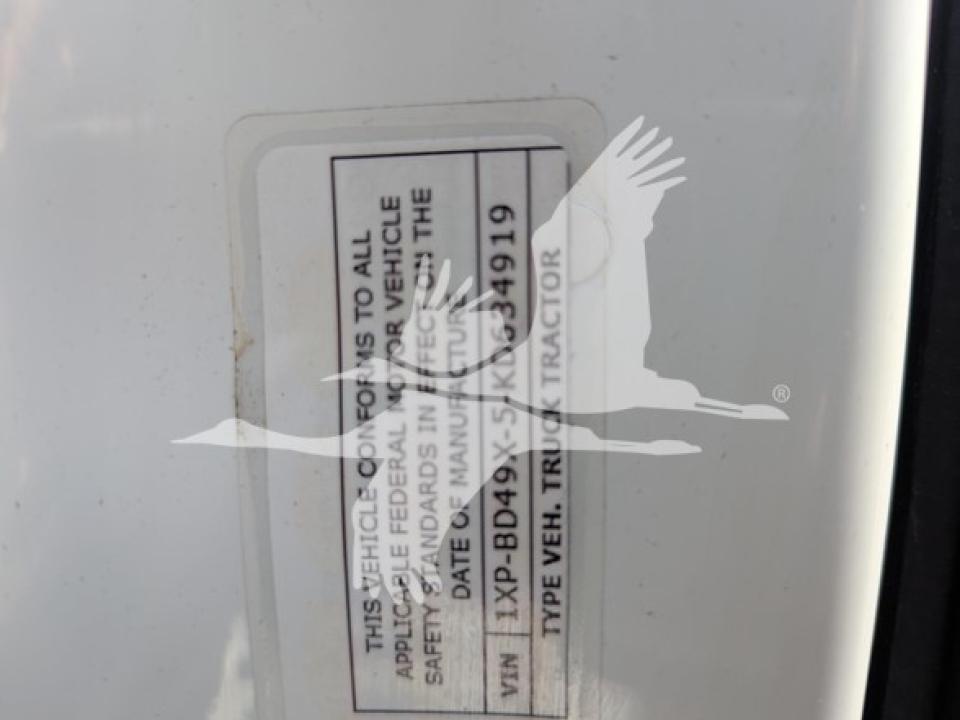 THIS VEHICLE CONFORMS TO ALL
APPLICABLE FEDERAL MOTOR VEHICLE
SAFETY STANDARDS IN EFFECT ON THE
DATE OF MANUFACTURE
VIN 1XP-BD49X-5-KD634919
TYPE VEH. TRUCK TRACTOR
®